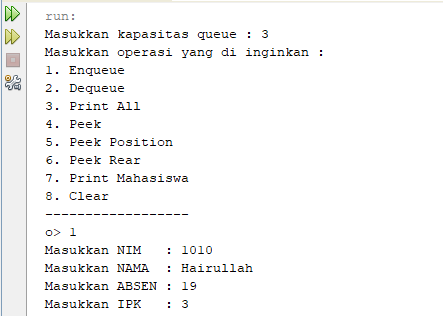 run:
Masukkan kapasitas queue : 3
Masukkan operasi yang di inginkan :
1. Enqueue
2. Dequeue
3. Print All
4. Peek
5. Peek Position
6. Peek Rear
7. Print Mahasiswa
8. Clear
------------------
o> 1
Masukkan NIM   : 1010
Masukkan NAMA  : Hairullah
Masukkan ABSEN : 19
Masukkan IPK   : 3